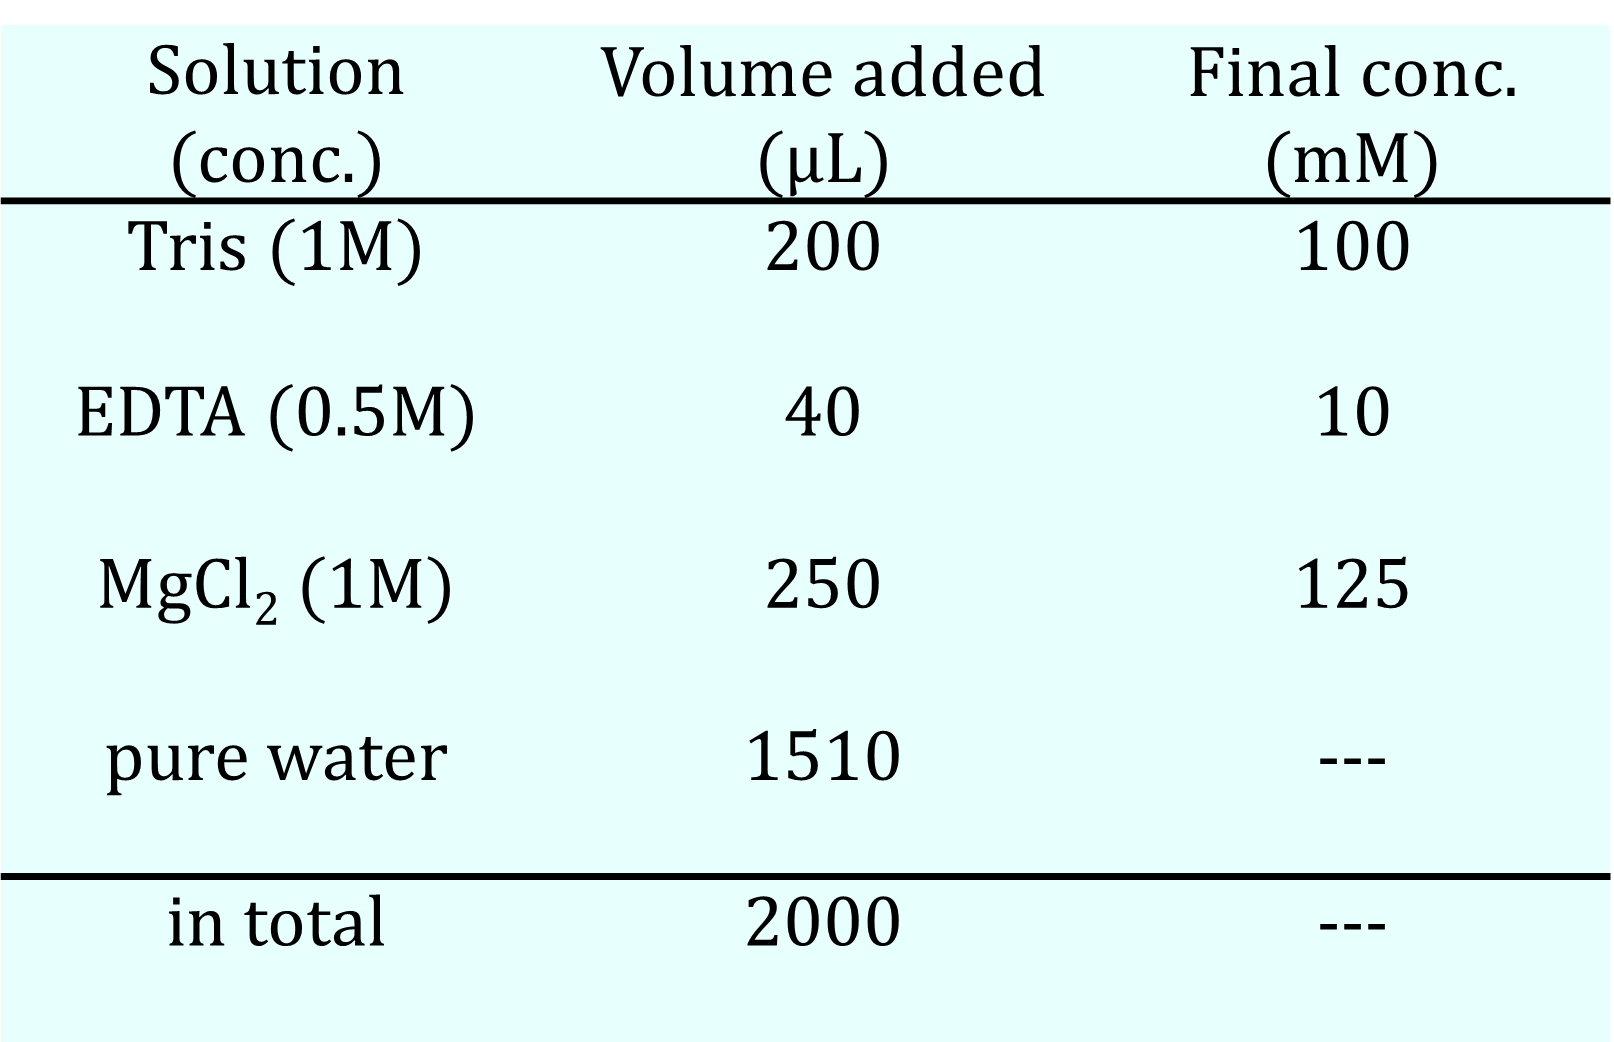 Solution Volume added Final conc.
(conc.) (μL) (mM)
Tris (1M) 200 100
EDTA (0.5M) 40 10
MgCl₂ (1M) 250 125
pure water 1510 ---
in total 2000 ---